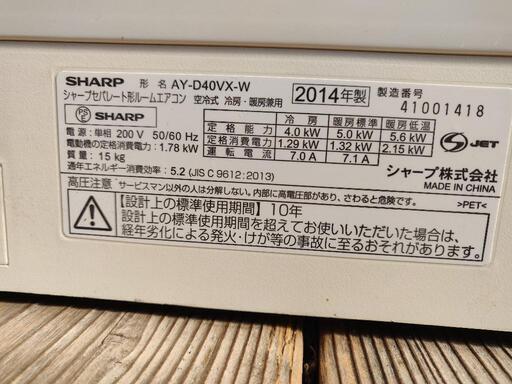 SHARP 形名 AY-D40VX-W
シャープセパレート形ルームエアコン 空冷式 冷房・暖房兼用
2014年製 製造番号 41001418
PS E SHARP
電源:単相 200 V 50/60 Hz
電動機の定格消費電力:1.78 kW
質量:15 kg
冷房 暖房標準 暖房低温
定格能力 4.0 kW 5.0 kW 5.6 kW
定格消費電力 1.29 kW 1.32 kW 2.15 kW
運転電流 7.0 A 7.1 A
S JET
通年エネルギー消費効率:5.2 (JIS C 9612:2013)
シャープ株式会社
MADE IN CHINA
高圧注意 サービスマン以外の人は分解しない。内部に高電圧部があり、さわると危険です。
>PET<
【設計上の標準使用期間】10年
設計上の標準使用期間を超えてお使いいただいた場合は、
経年劣化による発火・けが等の事故に至るおそれがあります。